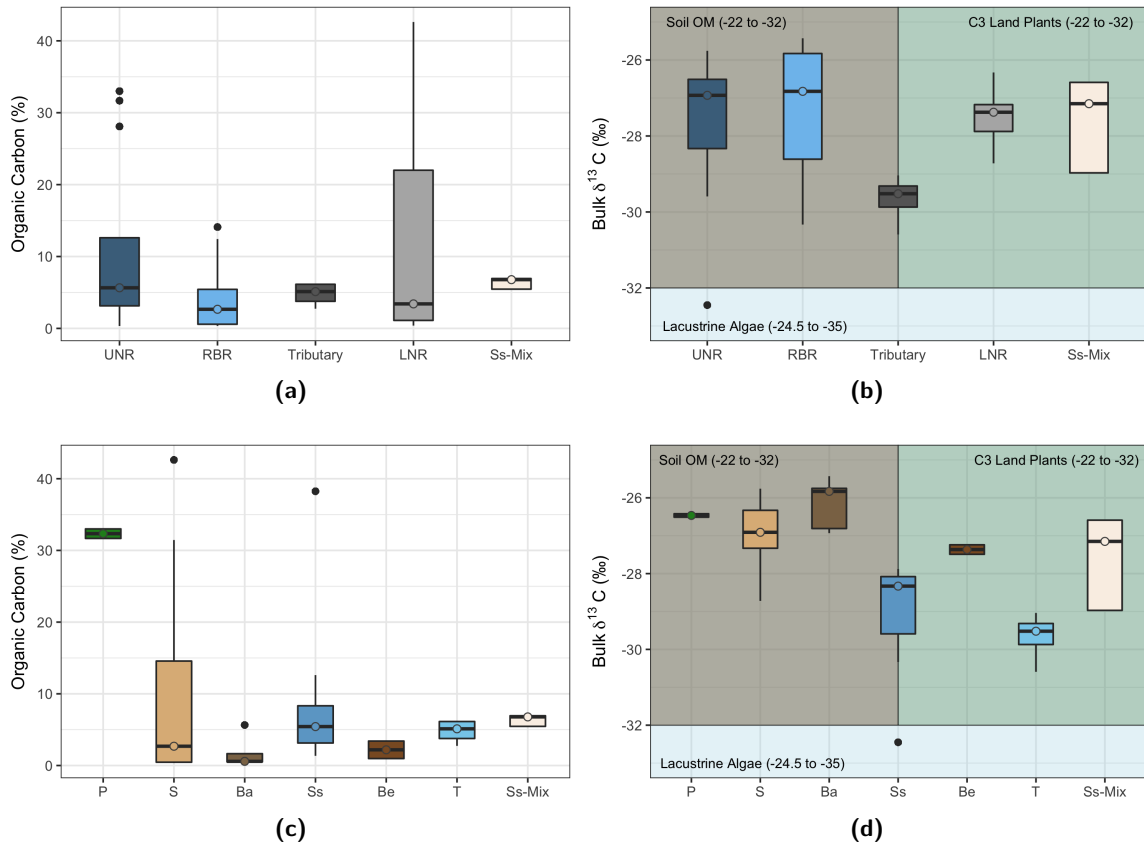 Organic Carbon (%)
40
30
20
10
0
UNR RBR Tributary LNR Ss-Mix
(a)
Soil OM (-22 to -32) C3 Land Plants (-22 to -32)
Bulk δ¹³ C (‰)
-26
-28
-30
-32
Lacustrine Algae (-24.5 to -35)
UNR RBR Tributary LNR Ss-Mix
(b)
Organic Carbon (%)
40
30
20
10
0
P S Ba Ss Be T Ss-Mix
(c)
Soil OM (-22 to -32) C3 Land Plants (-22 to -32)
Bulk δ¹³ C (‰)
-26
-28
-30
-32
Lacustrine Algae (-24.5 to -35)
P S Ba Ss Be T Ss-Mix
(d)